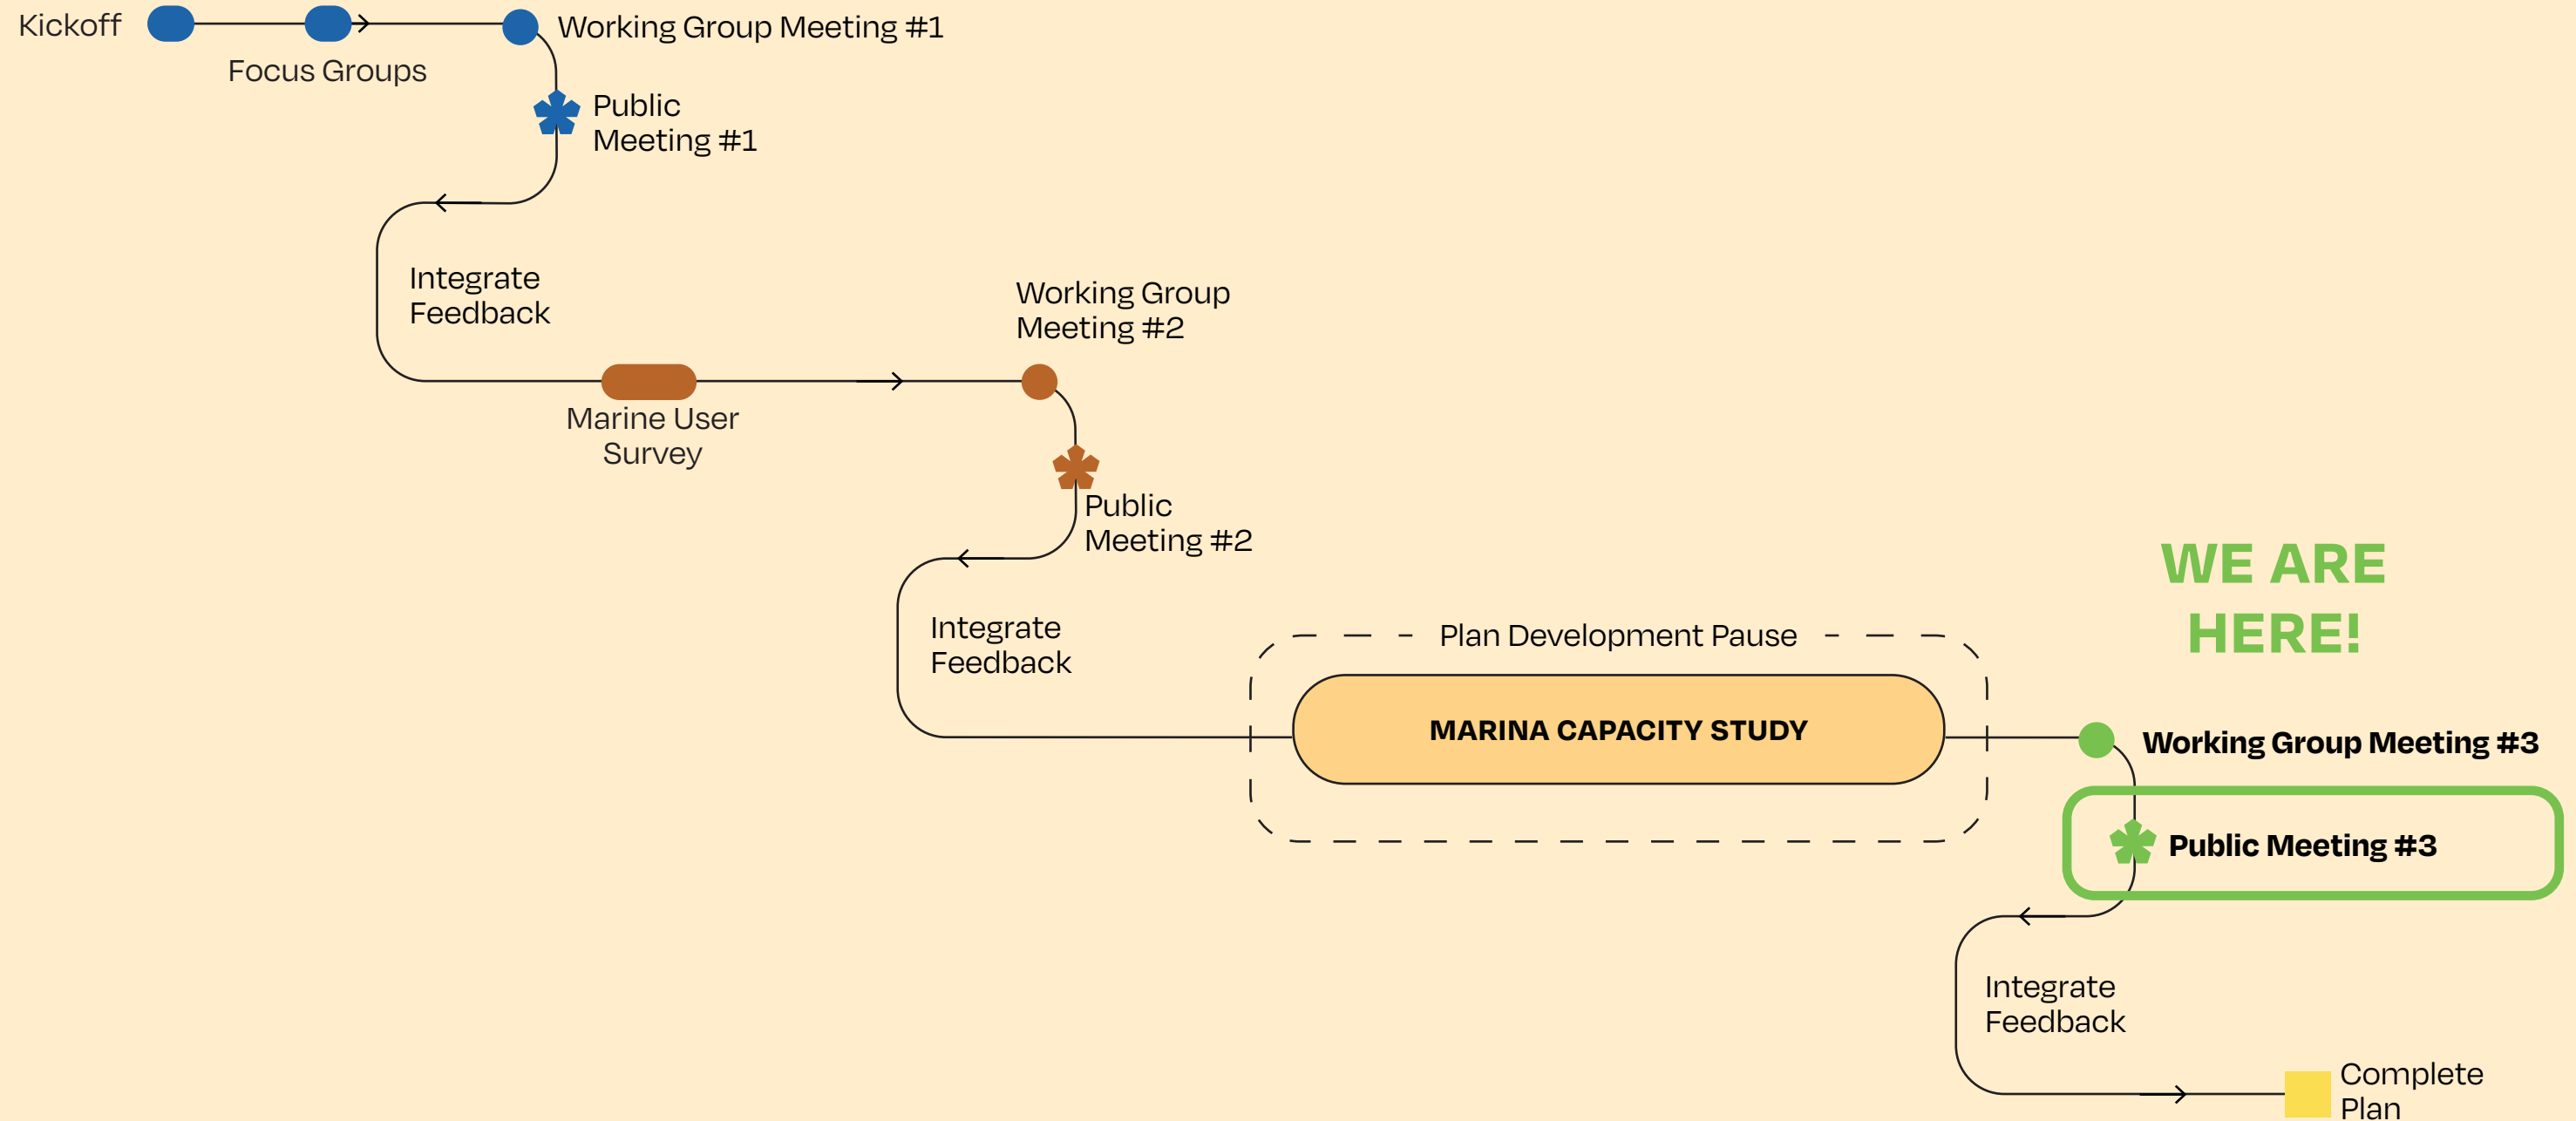 Kickoff
Focus Groups
Working Group Meeting #1
Public
Meeting #1
Integrate
Feedback
Marine User
Survey
Working Group
Meeting #2
Public
Meeting #2
Integrate
Feedback
Plan Development Pause
MARINA CAPACITY STUDY
WE ARE
HERE!
Working Group Meeting #3
Public Meeting #3
Integrate
Feedback
Complete
Plan